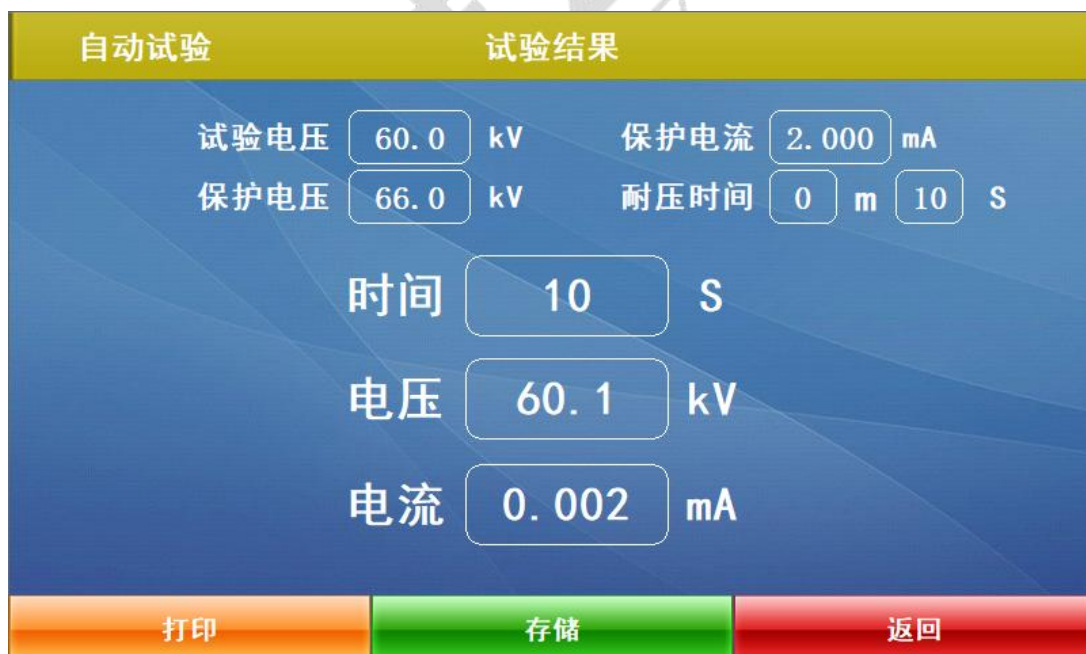 自动试验 试验结果
试验电压 60.0 kV 保护电流 2.000 mA
保护电压 66.0 kV 耐压时间 0 m 10 S
时间 10 S
电压 60.1 kV
电流 0.002 mA
打印 存储 返回